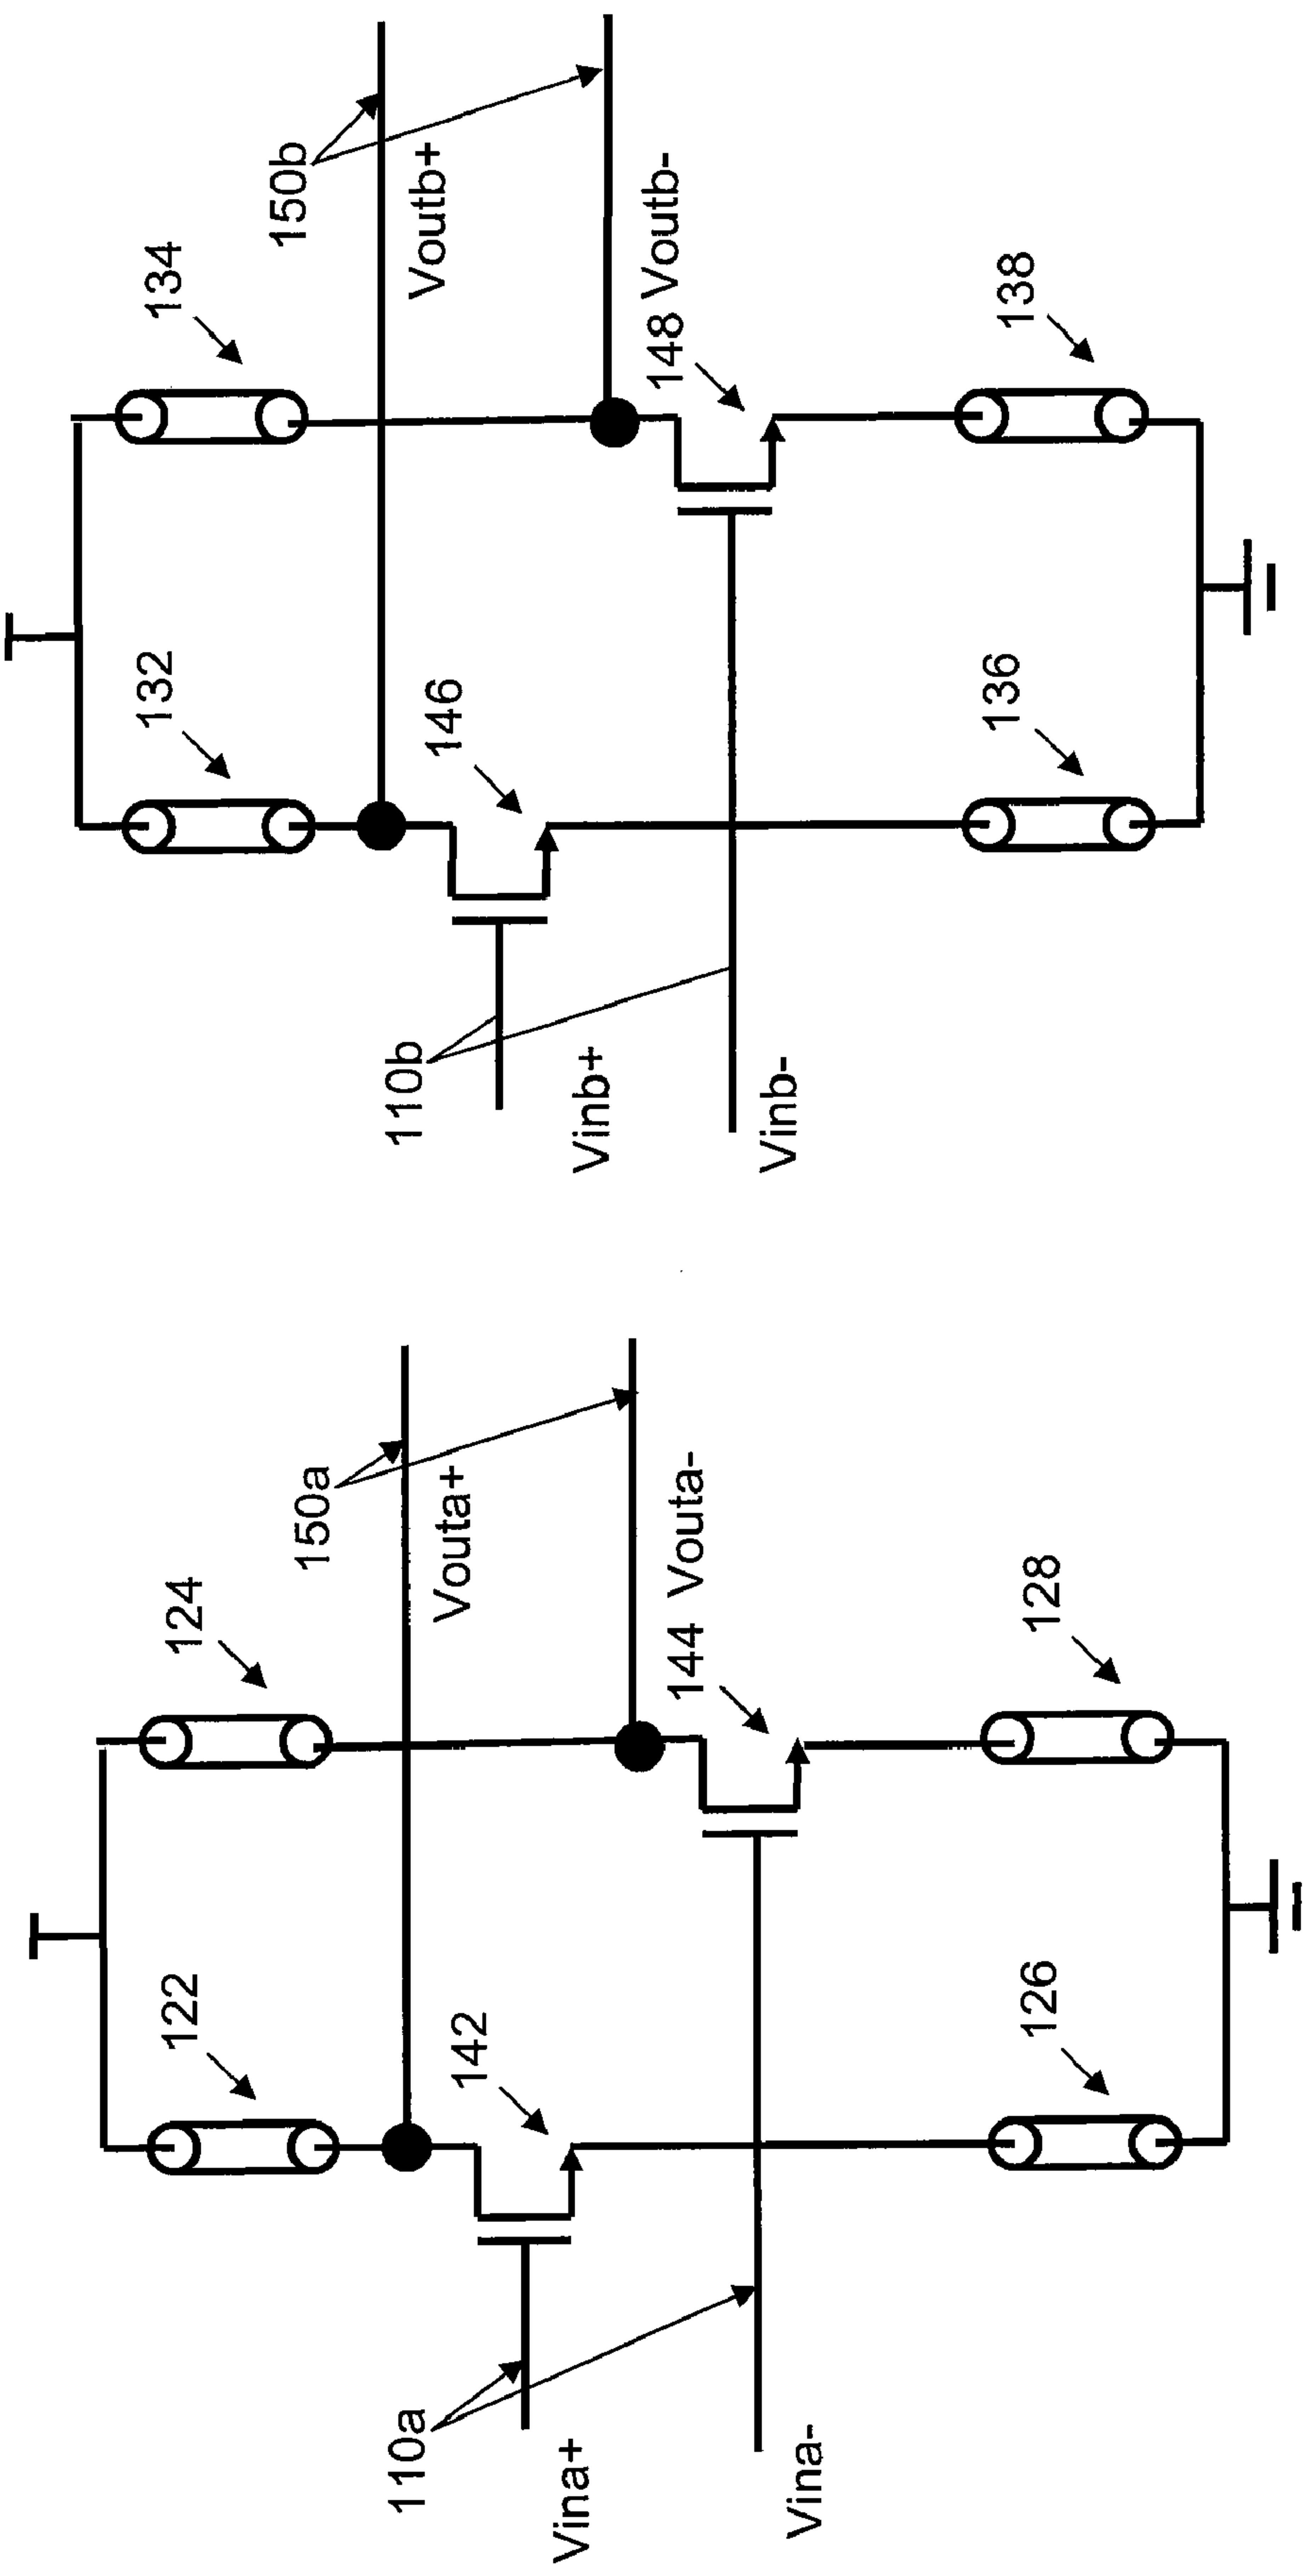 122
124
150a
Vouta+
142
144 Vouta-
110a
Vina+
Vina-
126
128
132
134
150b
Voutb+
146
148 Voutb-
110b
Vinb+
Vinb-
136
138